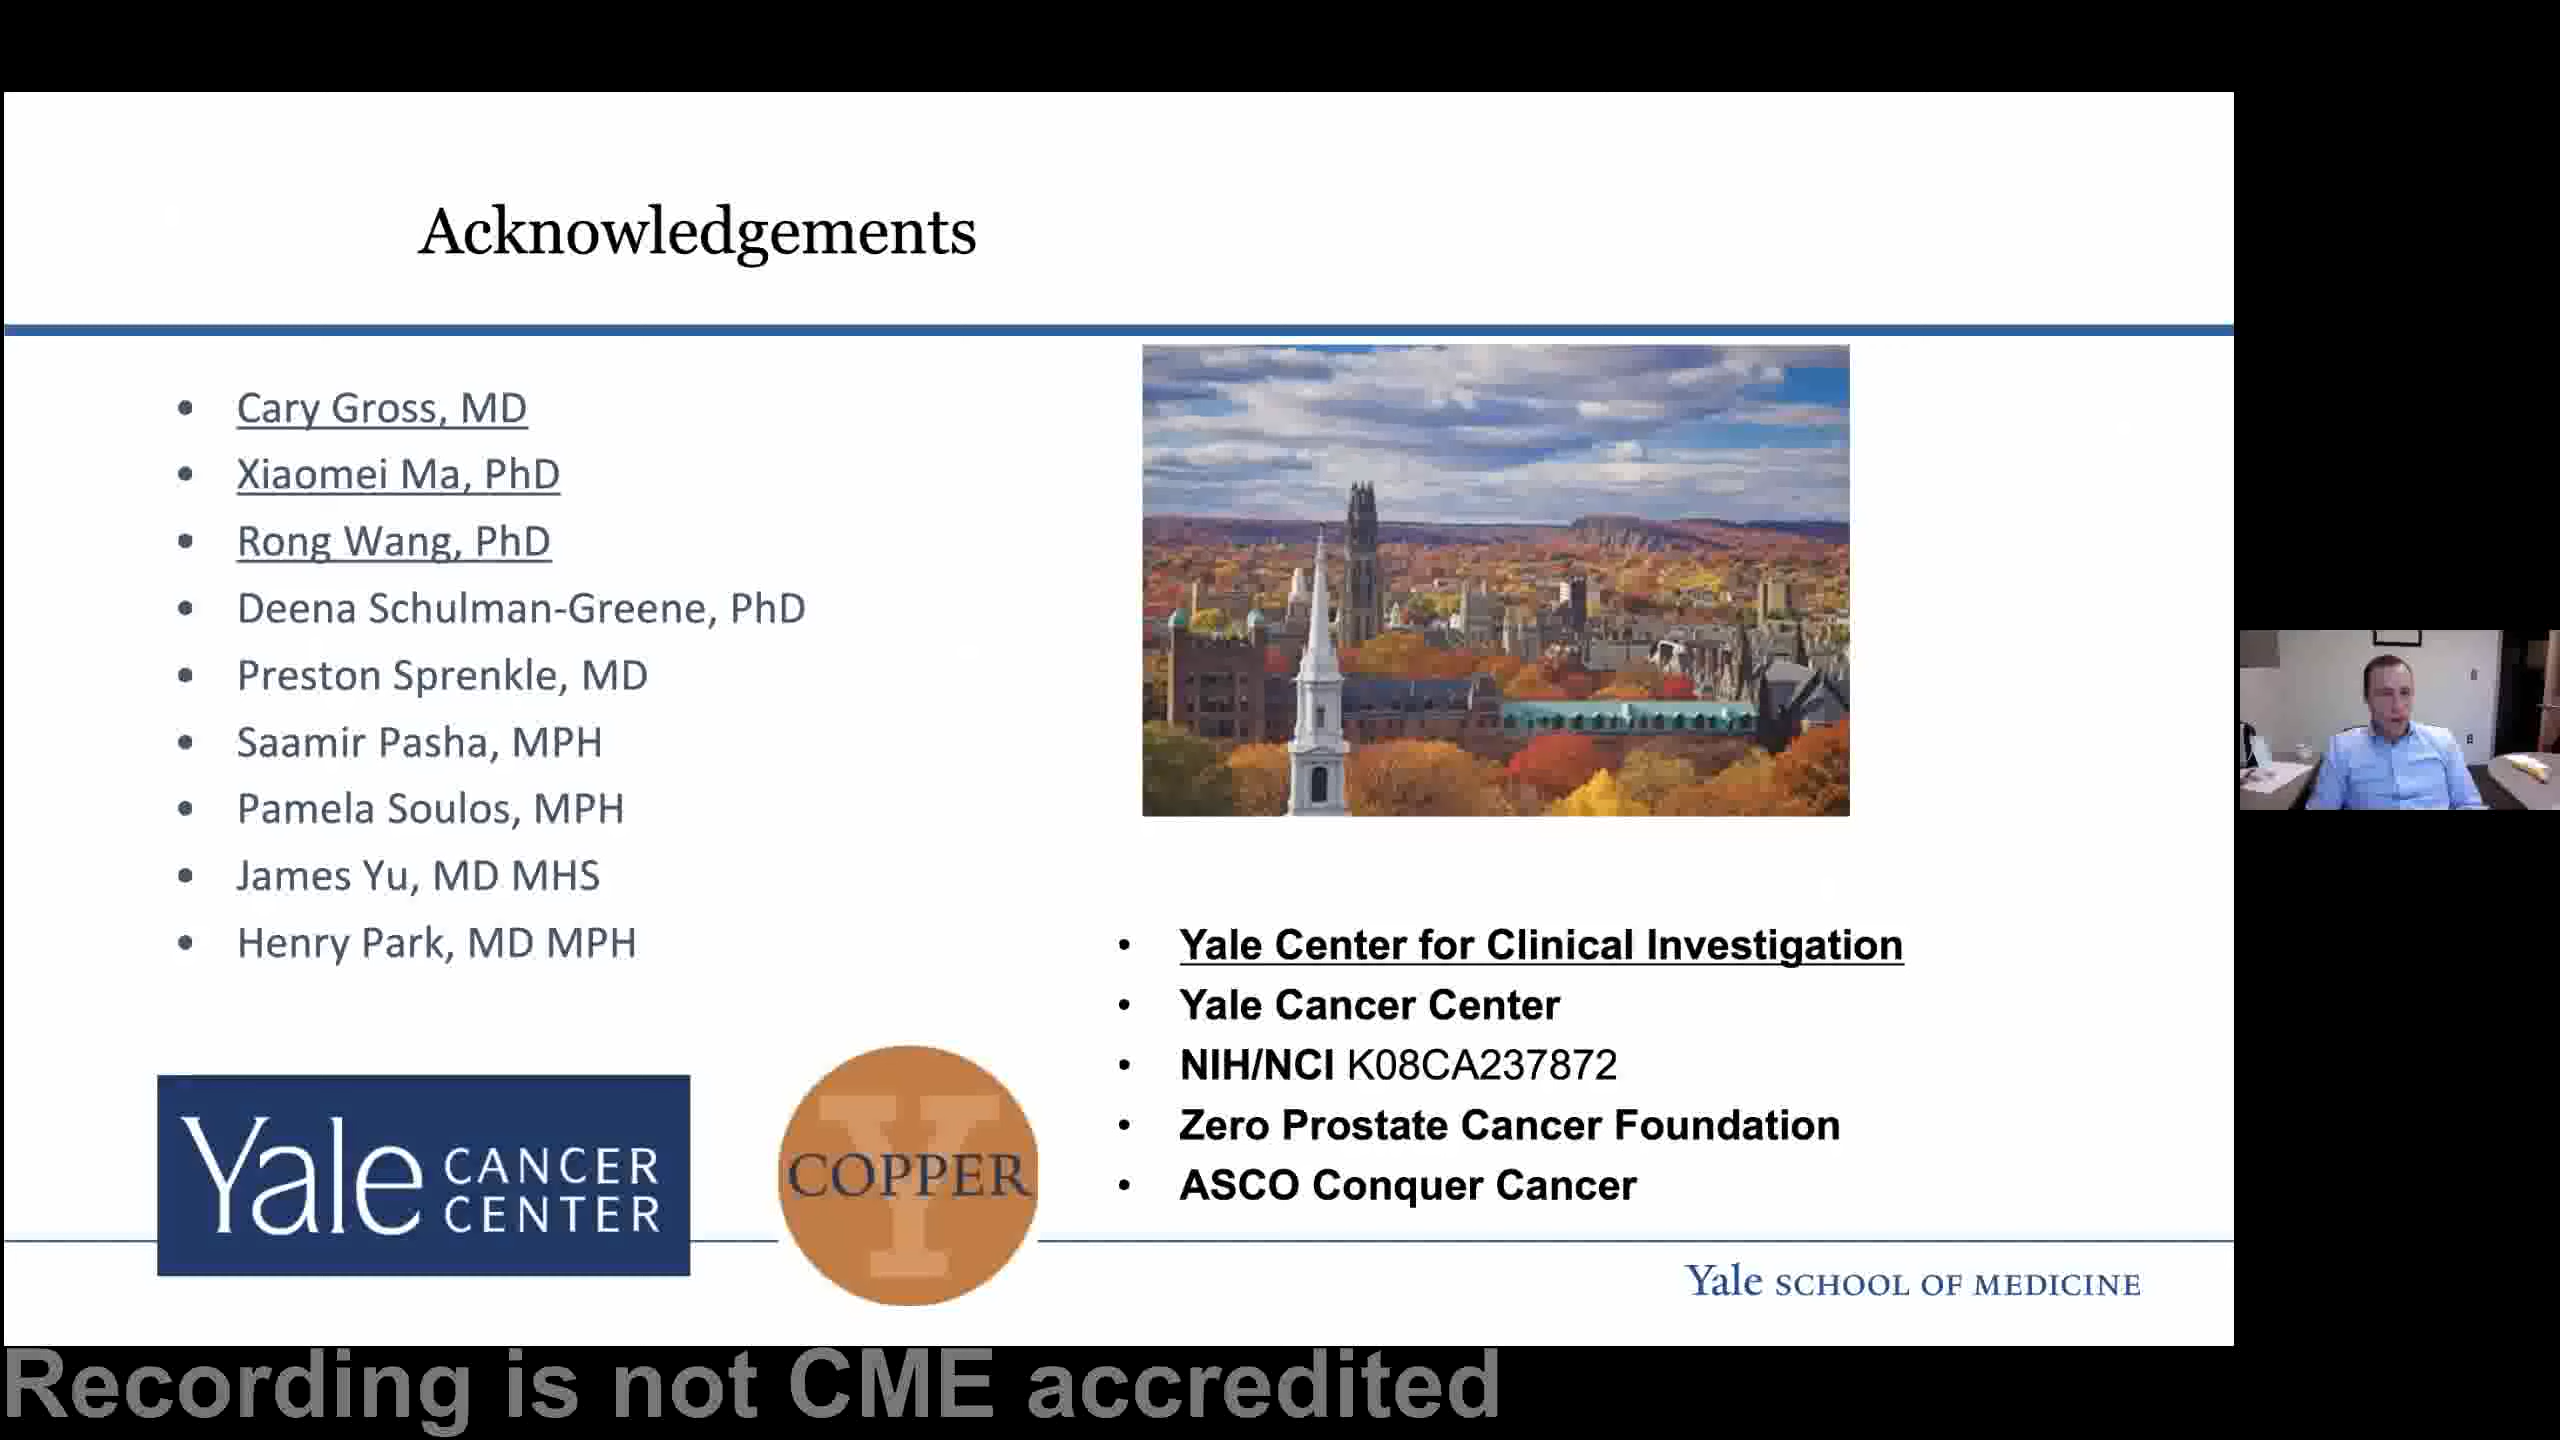 Acknowledgements
Cary Gross, MD
Xiaomei Ma, PhD
Rong Wang, PhD
Deena Schulman-Greene, PhD
Preston Sprenkle, MD
Saamir Pasha, MPH
Pamela Soulos, MPH
James Yu, MD MHS
Henry Park, MD MPH
Yale Center for Clinical Investigation
Yale Cancer Center
NIH/NCI K08CA237872
Zero Prostate Cancer Foundation
ASCO Conquer Cancer
Yale CANCER
CENTER
Y
COPPER
Yale SCHOOL OF MEDICINE
Recording is not CME accredited